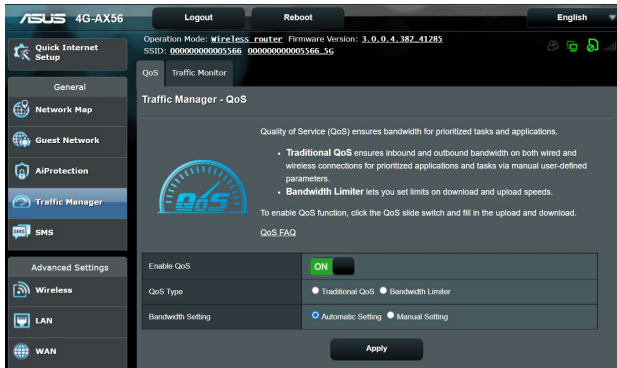 ASUS 4G-AX56 Logout Reboot English
Quick Internet Setup
General
Network Map
Guest Network
AiProtection
Traffic Manager
SMS SMS
Advanced Settings
Wireless
LAN
WAN
Operation Mode: Wireless router Firmware Version: 3.0.0.4.382_41285
SSID: 000000000005566 000000000005566_5G
QoS Traffic Monitor
Traffic Manager - QoS
QoS
Quality of Service (QoS) ensures bandwidth for prioritized tasks and applications.
• Traditional QoS ensures inbound and outbound bandwidth on both wired and
wireless connections for prioritized applications and tasks via manual user-defined
parameters.
• Bandwidth Limiter lets you set limits on download and upload speeds.
To enable QoS function, click the QoS slide switch and fill in the upload and download.
QoS FAQ
Enable QoS ON
QoS Type Traditional QoS Bandwidth Limiter
Bandwidth Setting Automatic Setting Manual Setting
Apply